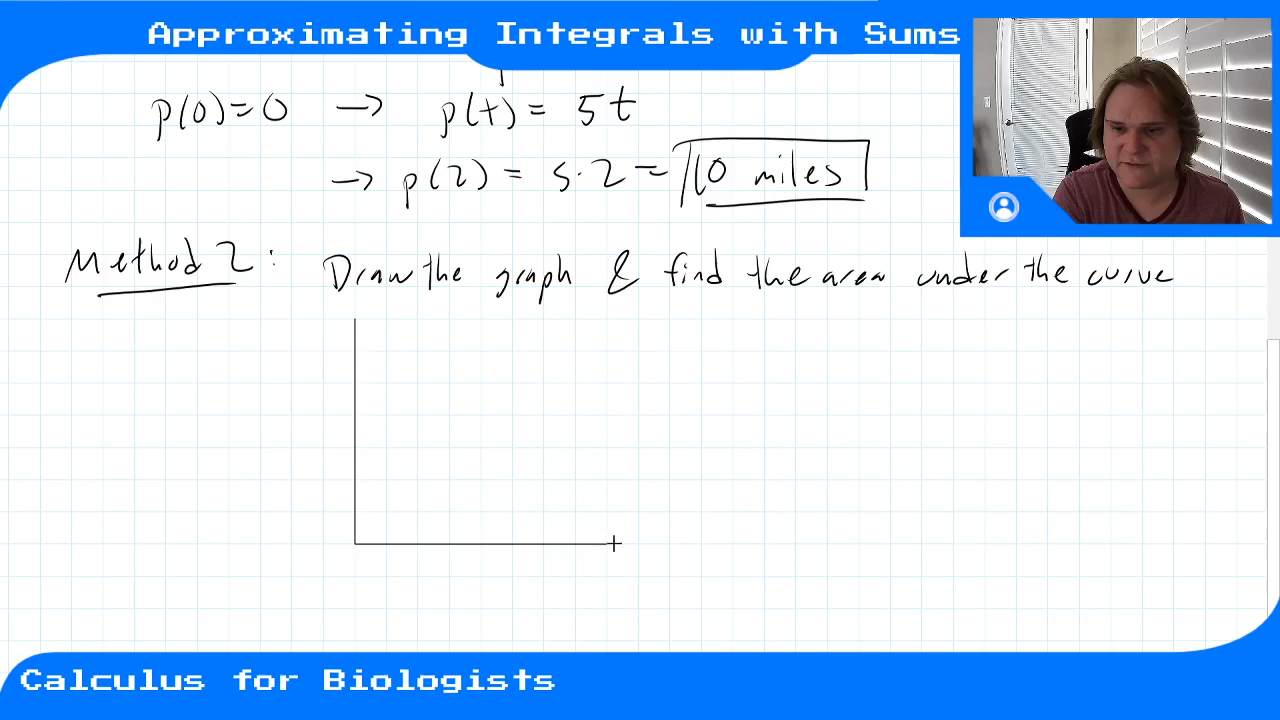 Approximating Integrals with Sums
p(0)=0 → p(t) = 5t
→ p(2) = 5·2 = 10 miles
Method 2: Draw the graph & find the area under the curve
Calculus for Biologists